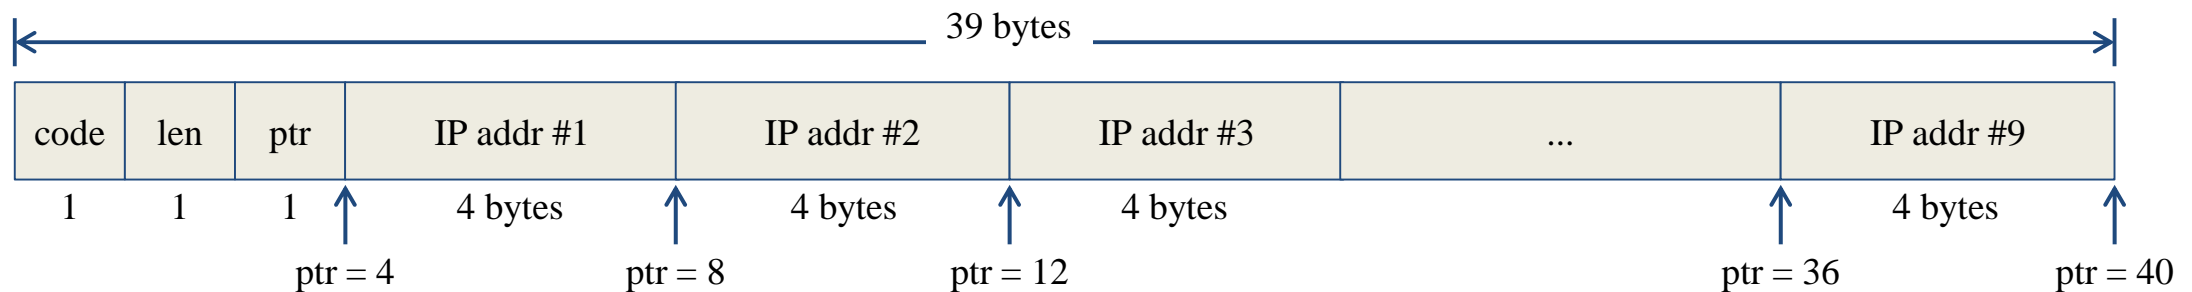 39 bytes
code len ptr IP addr #1 IP addr #2 IP addr #3 ... IP addr #9
1 1 1 4 bytes 4 bytes 4 bytes 4 bytes
ptr = 4 ptr = 8 ptr = 12 ptr = 36 ptr = 40